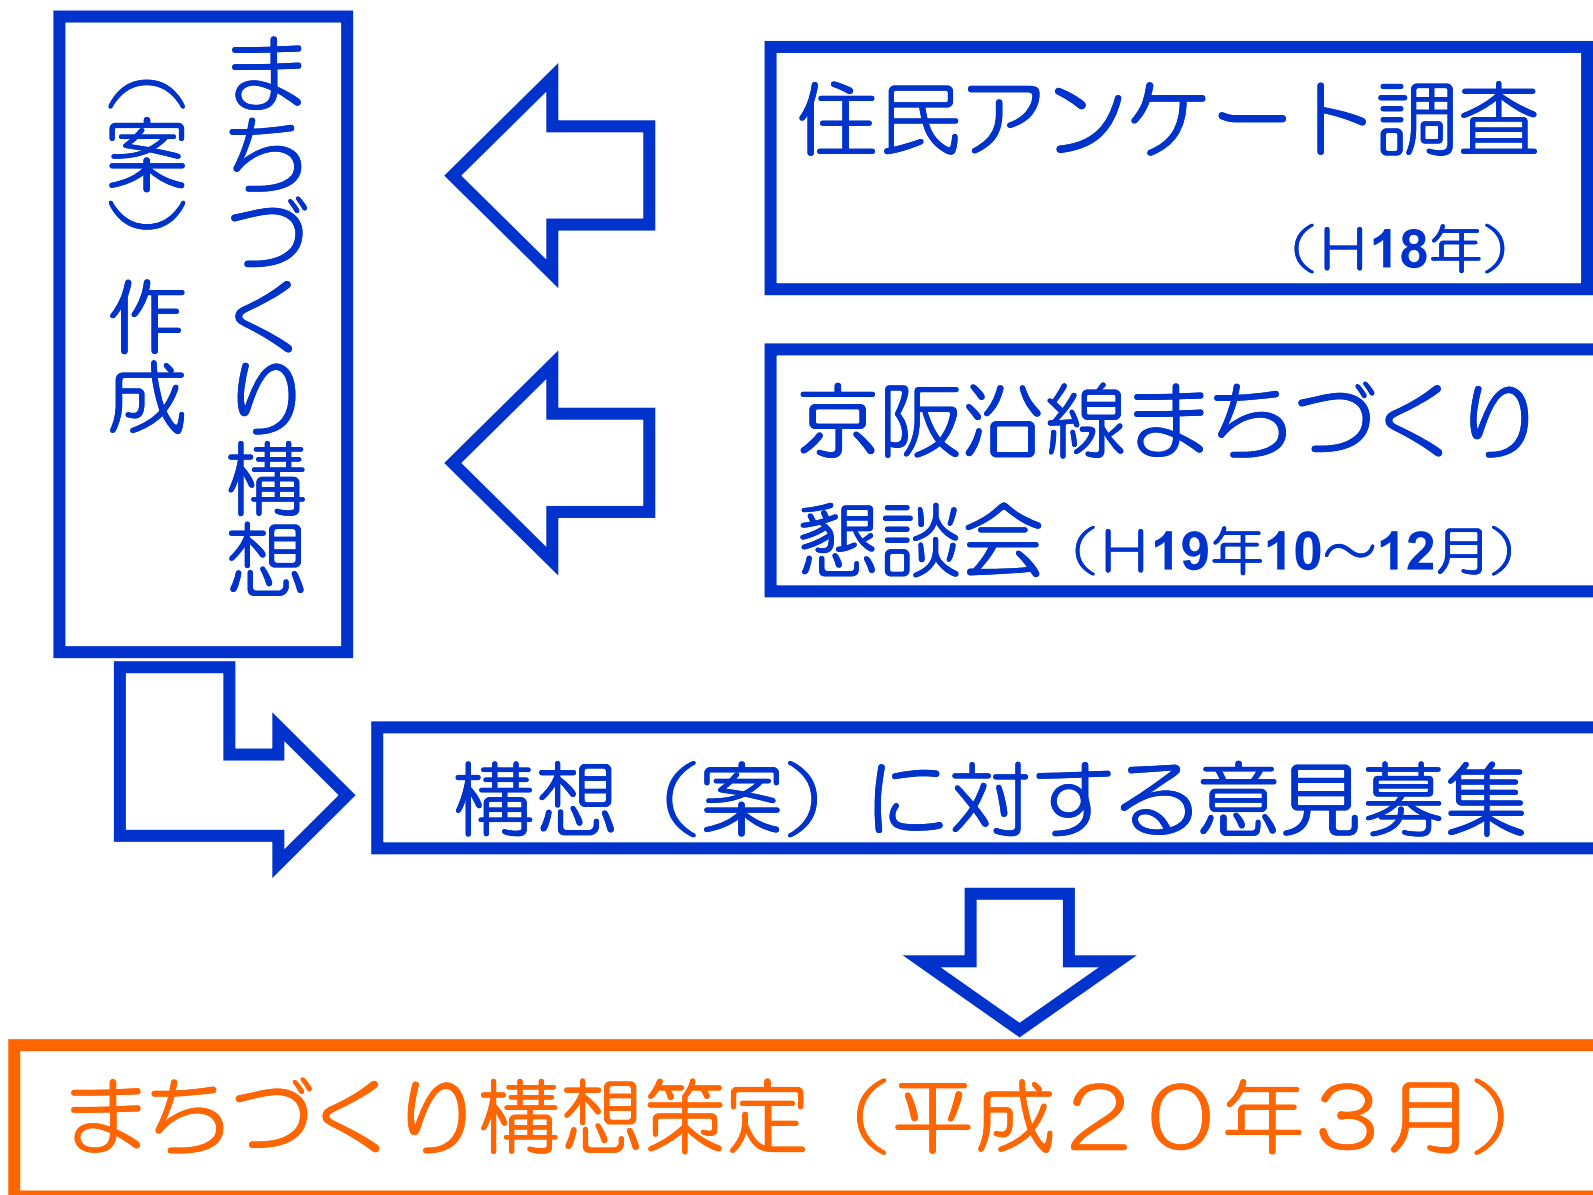 まちづくり構想
（案）作成
住民アンケート調査
（Ｈ18年）
京阪沿線まちづくり
懇談会（Ｈ19年10～12月）
構想（案）に対する意見募集
まちづくり構想策定（平成２０年３月）